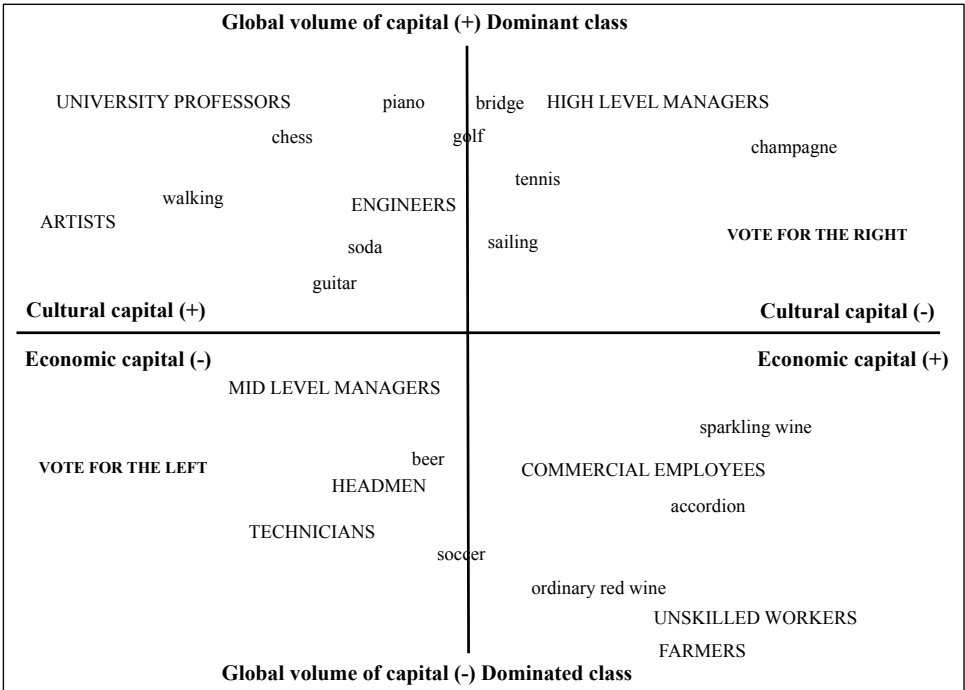 Global volume of capital (+) Dominant class
UNIVERSITY PROFESSORS
piano
bridge
HIGH LEVEL MANAGERS
chess
golf
champagne
tennis
walking
ENGINEERS
ARTISTS
VOTE FOR THE RIGHT
soda
sailing
guitar
Cultural capital (+)
Cultural capital (-)
Economic capital (-)
Economic capital (+)
MID LEVEL MANAGERS
sparkling wine
VOTE FOR THE LEFT
beer
COMMERCIAL EMPLOYEES
HEADMEN
accordion
TECHNICIANS
soccer
ordinary red wine
UNSKILLED WORKERS
FARMERS
Global volume of capital (-) Dominated class